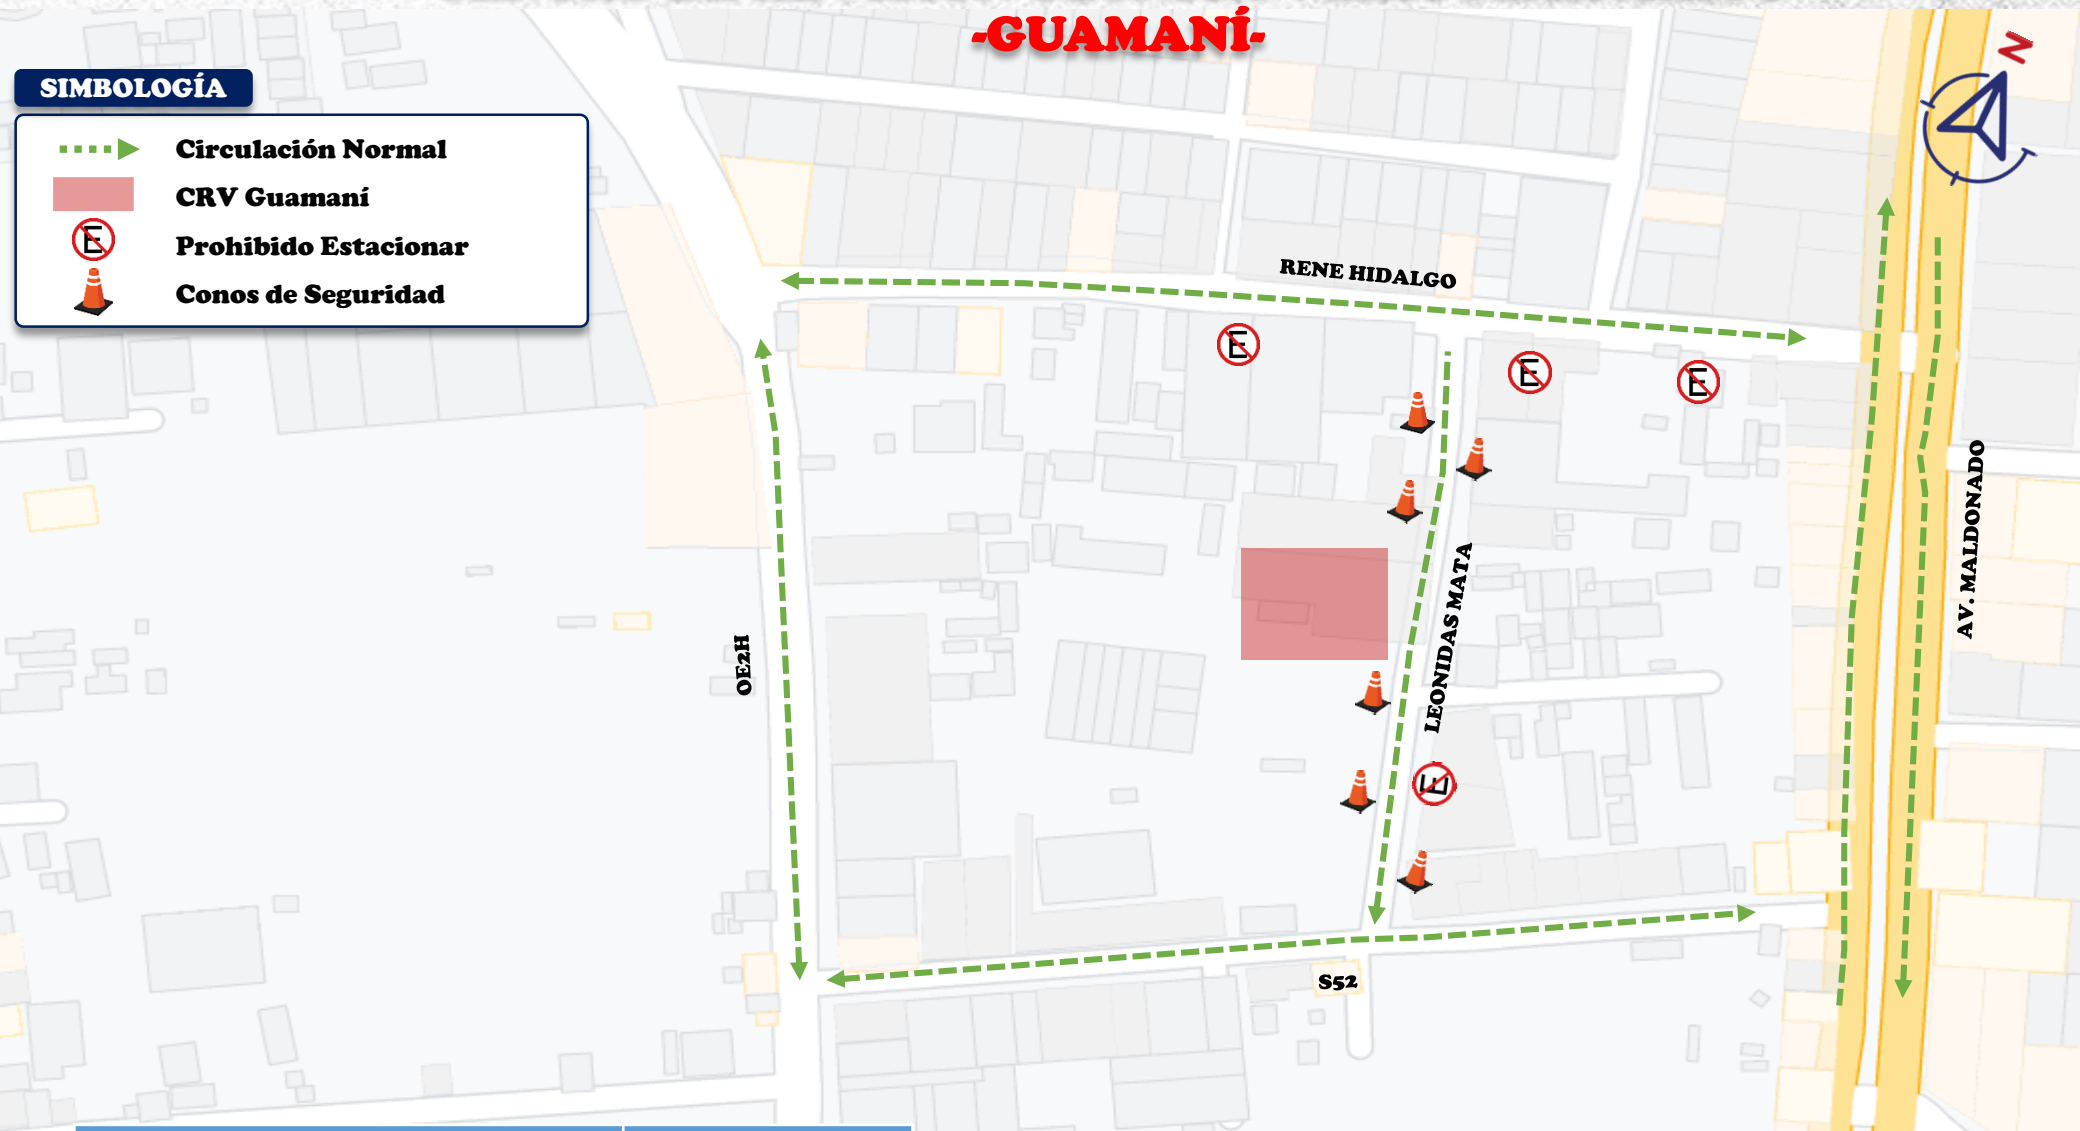 -GUAMANÍ-
N
SIMBOLOGÍA
Circulación Normal
CRV Guamaní
E
Prohibido Estacionar
Conos de Seguridad
RENE HIDALGO
E
E
E
AV. MALDONADO
LEONIDAS MATA
OE2H
E
S52